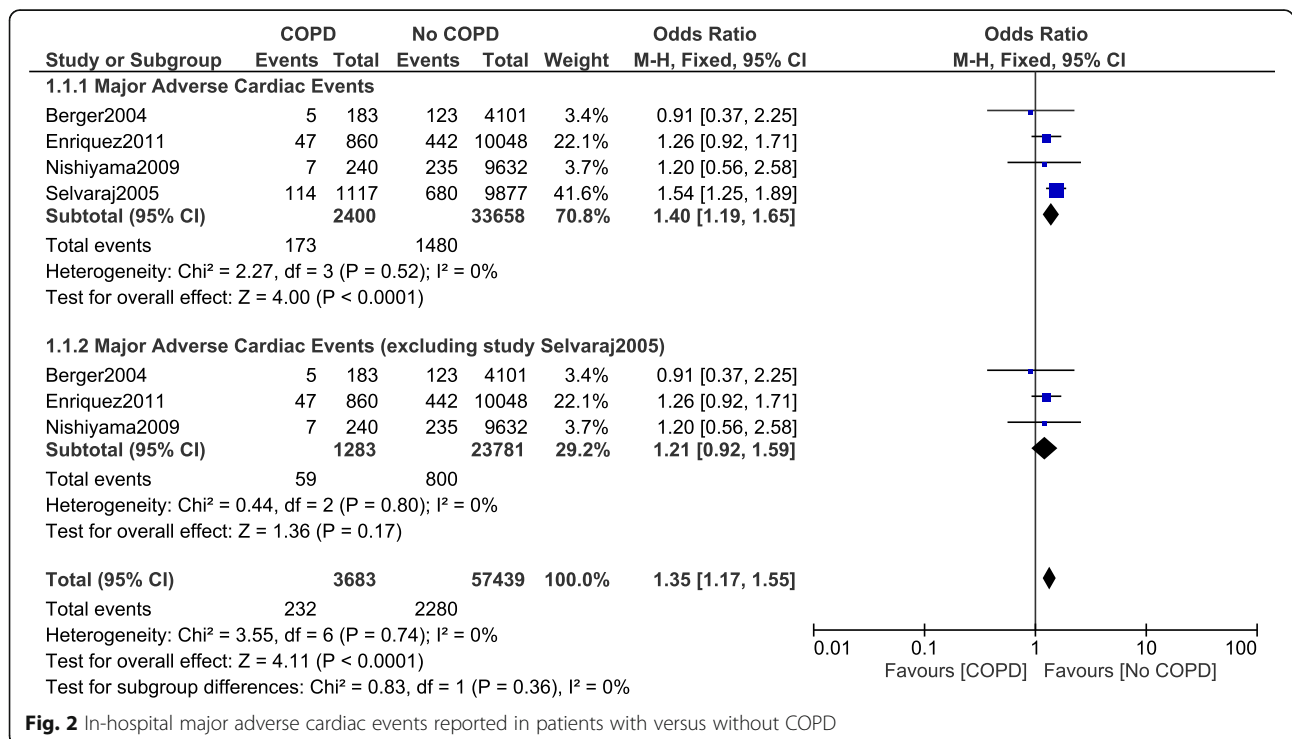 COPD No COPD Odds Ratio Odds Ratio
Study or Subgroup Events Total Events Total Weight M-H, Fixed, 95% CI M-H, Fixed, 95% CI
1.1.1 Major Adverse Cardiac Events
Berger2004 5 183 123 4101 3.4% 0.91 [0.37, 2.25]
Enriquez2011 47 860 442 10048 22.1% 1.26 [0.92, 1.71]
Nishiyama2009 7 240 235 9632 3.7% 1.20 [0.56, 2.58]
Selvaraj2005 114 1117 680 9877 41.6% 1.54 [1.25, 1.89]
Subtotal (95% CI) 2400 33658 70.8% 1.40 [1.19, 1.65]
Total events 173 1480
Heterogeneity: Chi² = 2.27, df = 3 (P = 0.52); I² = 0%
Test for overall effect: Z = 4.00 (P < 0.0001)
1.1.2 Major Adverse Cardiac Events (excluding study Selvaraj2005)
Berger2004 5 183 123 4101 3.4% 0.91 [0.37, 2.25]
Enriquez2011 47 860 442 10048 22.1% 1.26 [0.92, 1.71]
Nishiyama2009 7 240 235 9632 3.7% 1.20 [0.56, 2.58]
Subtotal (95% CI) 1283 23781 29.2% 1.21 [0.92, 1.59]
Total events 59 800
Heterogeneity: Chi² = 0.44, df = 2 (P = 0.80); I² = 0%
Test for overall effect: Z = 1.36 (P = 0.17)
Total (95% CI) 3683 57439 100.0% 1.35 [1.17, 1.55]
Total events 232 2280
Heterogeneity: Chi² = 3.55, df = 6 (P = 0.74); I² = 0%
Test for overall effect: Z = 4.11 (P < 0.0001)
Test for subgroup differences: Chi² = 0.83, df = 1 (P = 0.36), I² = 0%
0.01 0.1 1 10 100
Favours [COPD] Favours [No COPD]
Fig. 2 In-hospital major adverse cardiac events reported in patients with versus without COPD